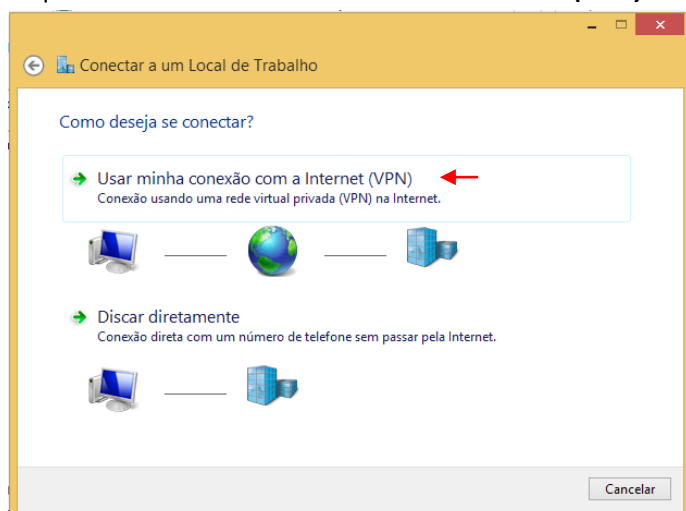 Conectar a um Local de Trabalho
Como deseja se conectar?
Usar minha conexão com a Internet (VPN)
Conexão usando uma rede virtual privada (VPN) na Internet.
Discar diretamente
Conexão direta com um número de telefone sem passar pela Internet.
Cancelar